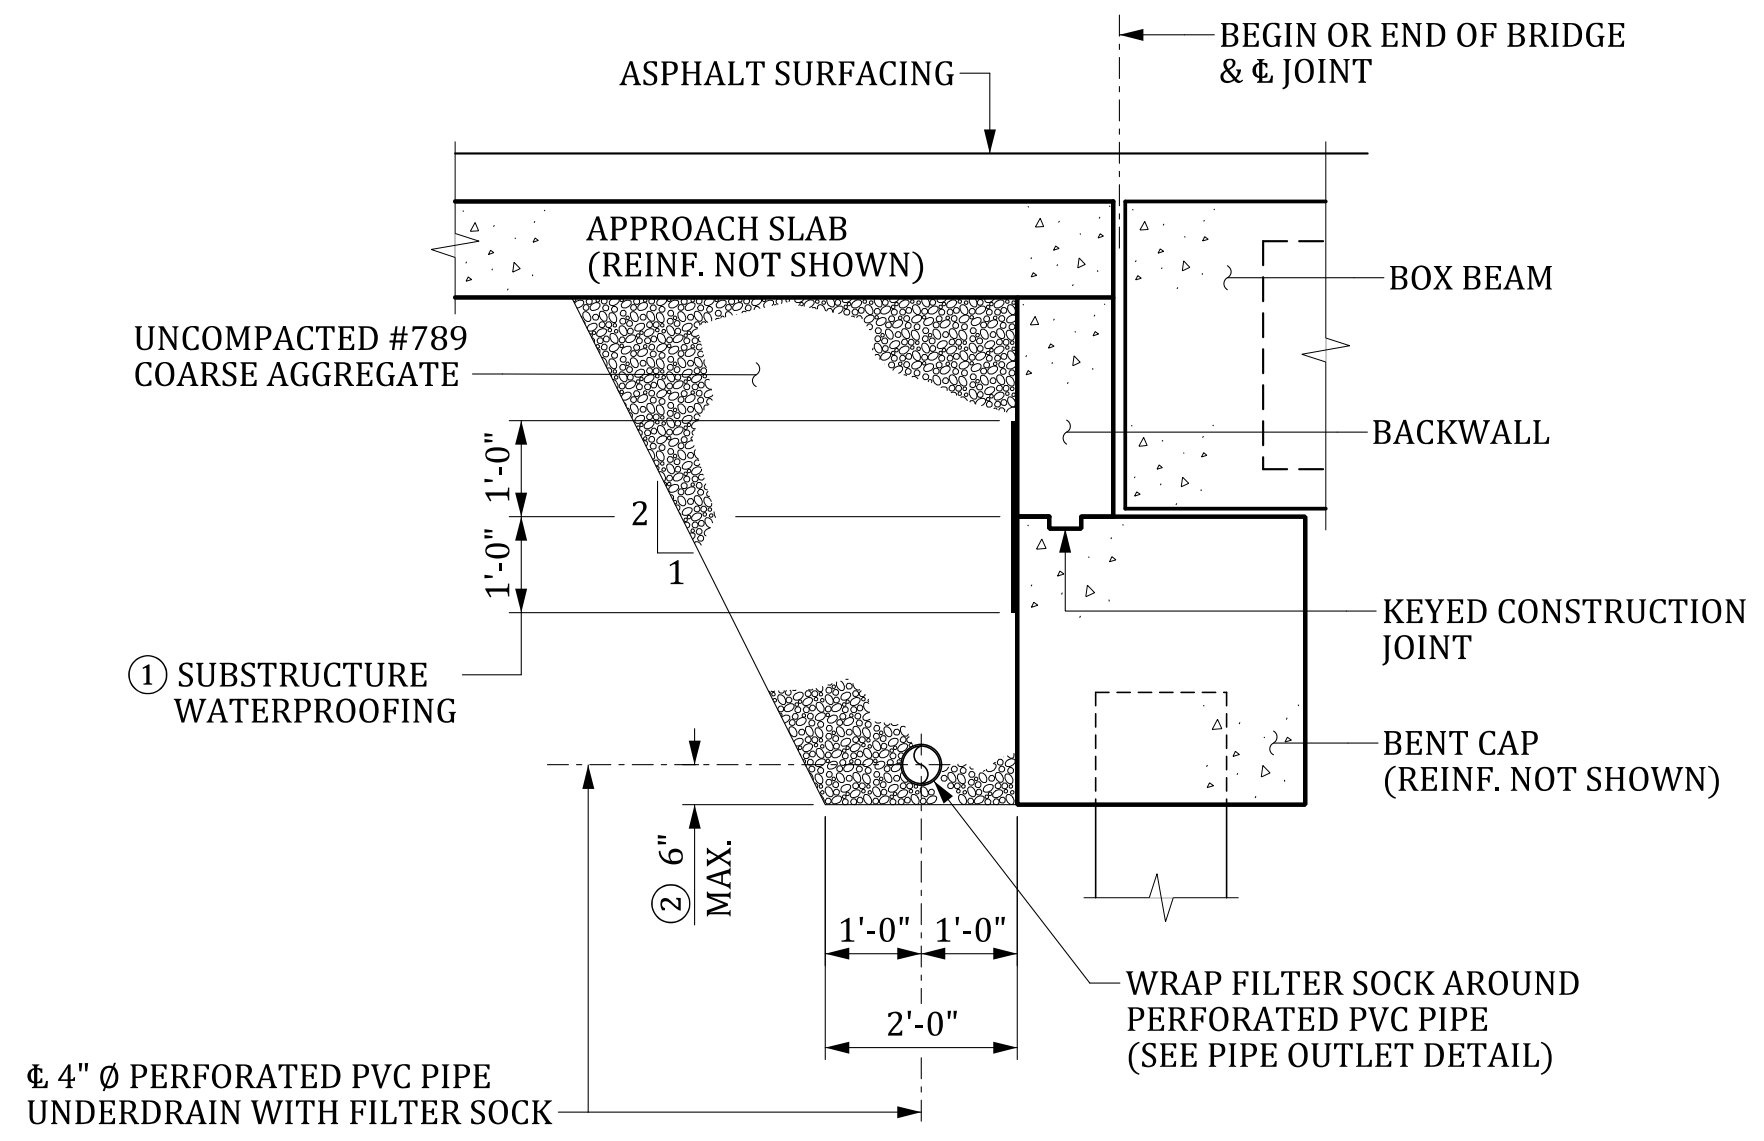 BEGIN OR END OF BRIDGE
& ℄ JOINT
ASPHALT SURFACING
APPROACH SLAB
(REINF. NOT SHOWN)
BOX BEAM
UNCOMPACTED #789
COARSE AGGREGATE
BACKWALL
1'-0"
2
1
1'-0"
KEYED CONSTRUCTION
JOINT
① SUBSTRUCTURE
WATERPROOFING
BENT CAP
(REINF. NOT SHOWN)
② 6"
MAX.
1'-0" 1'-0"
2'-0"
WRAP FILTER SOCK AROUND
PERFORATED PVC PIPE
(SEE PIPE OUTLET DETAIL)
℄ 4" Ø PERFORATED PVC PIPE
UNDERDRAIN WITH FILTER SOCK